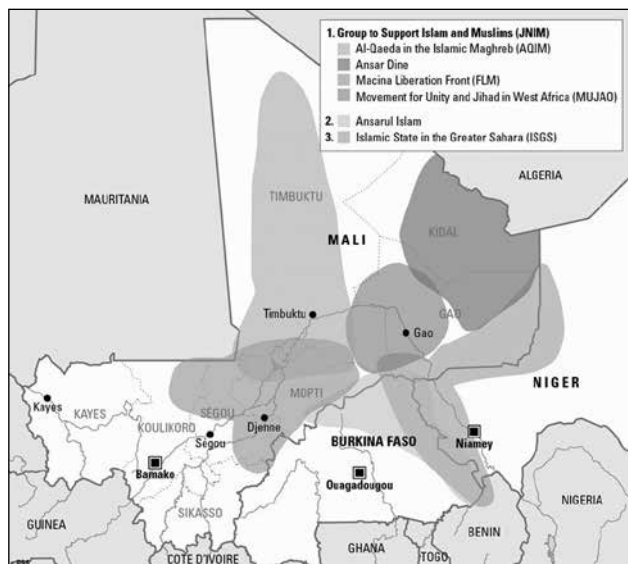 1. Group to Support Islam and Muslims (JNIM)
Al-Qaeda in the Islamic Maghreb (AQIM)
Ansar Dine
Macina Liberation Front (FLM)
Movement for Unity and Jihad in West Africa (MUJAO)
2. Ansarul Islam
3. Islamic State in the Greater Sahara (ISGS)
ALGERIA
MAURITANIA
TIMBUKTU
KIDAL
MALI
Timbuktu
GAO
Gao
NIGER
MOPTI
Kayes
KAYES
SÉGOU
KOULIKORO
Djenne
Ségou
BURKINA FASO
Niamey
Bamako
Ouagadougou
SIKASSO
NIGERIA
GUINEA
BENIN
GHANA
TOGO
COTE D'IVOIRE